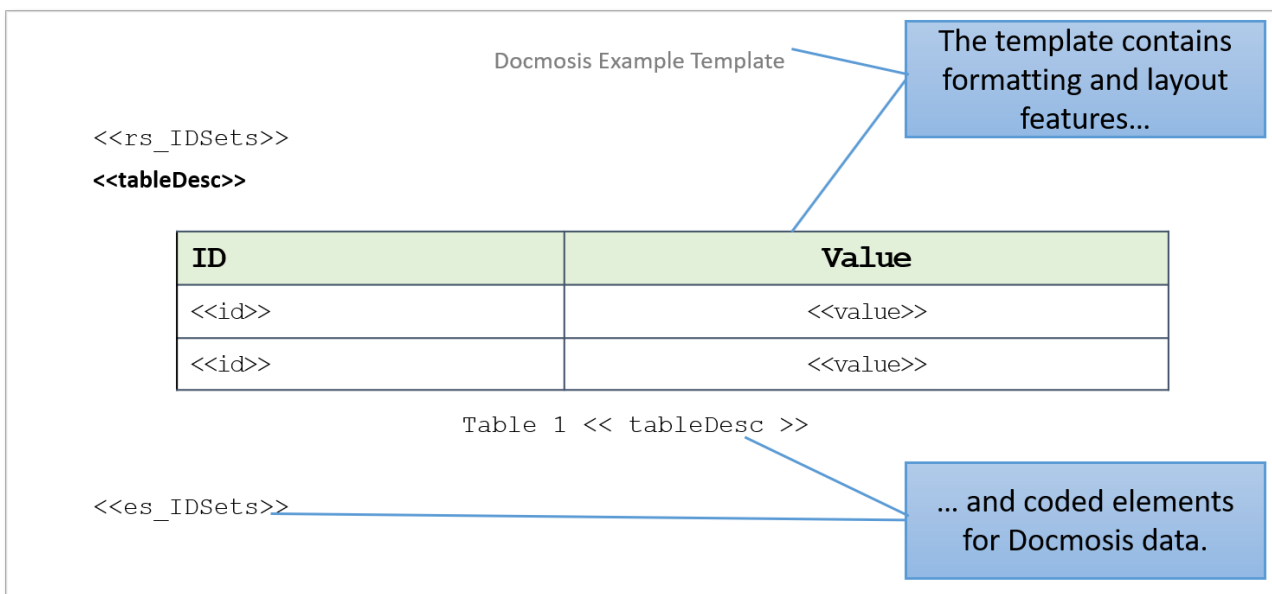 Docmosis Example Template
The template contains
formatting and layout
features…
<<rs_IDSets>>
<<tableDesc>>
ID Value
<<id>> <<value>>
<<id>> <<value>>
Table 1 << tableDesc >>
<<es_IDSets>>
… and coded elements
for Docmosis data.